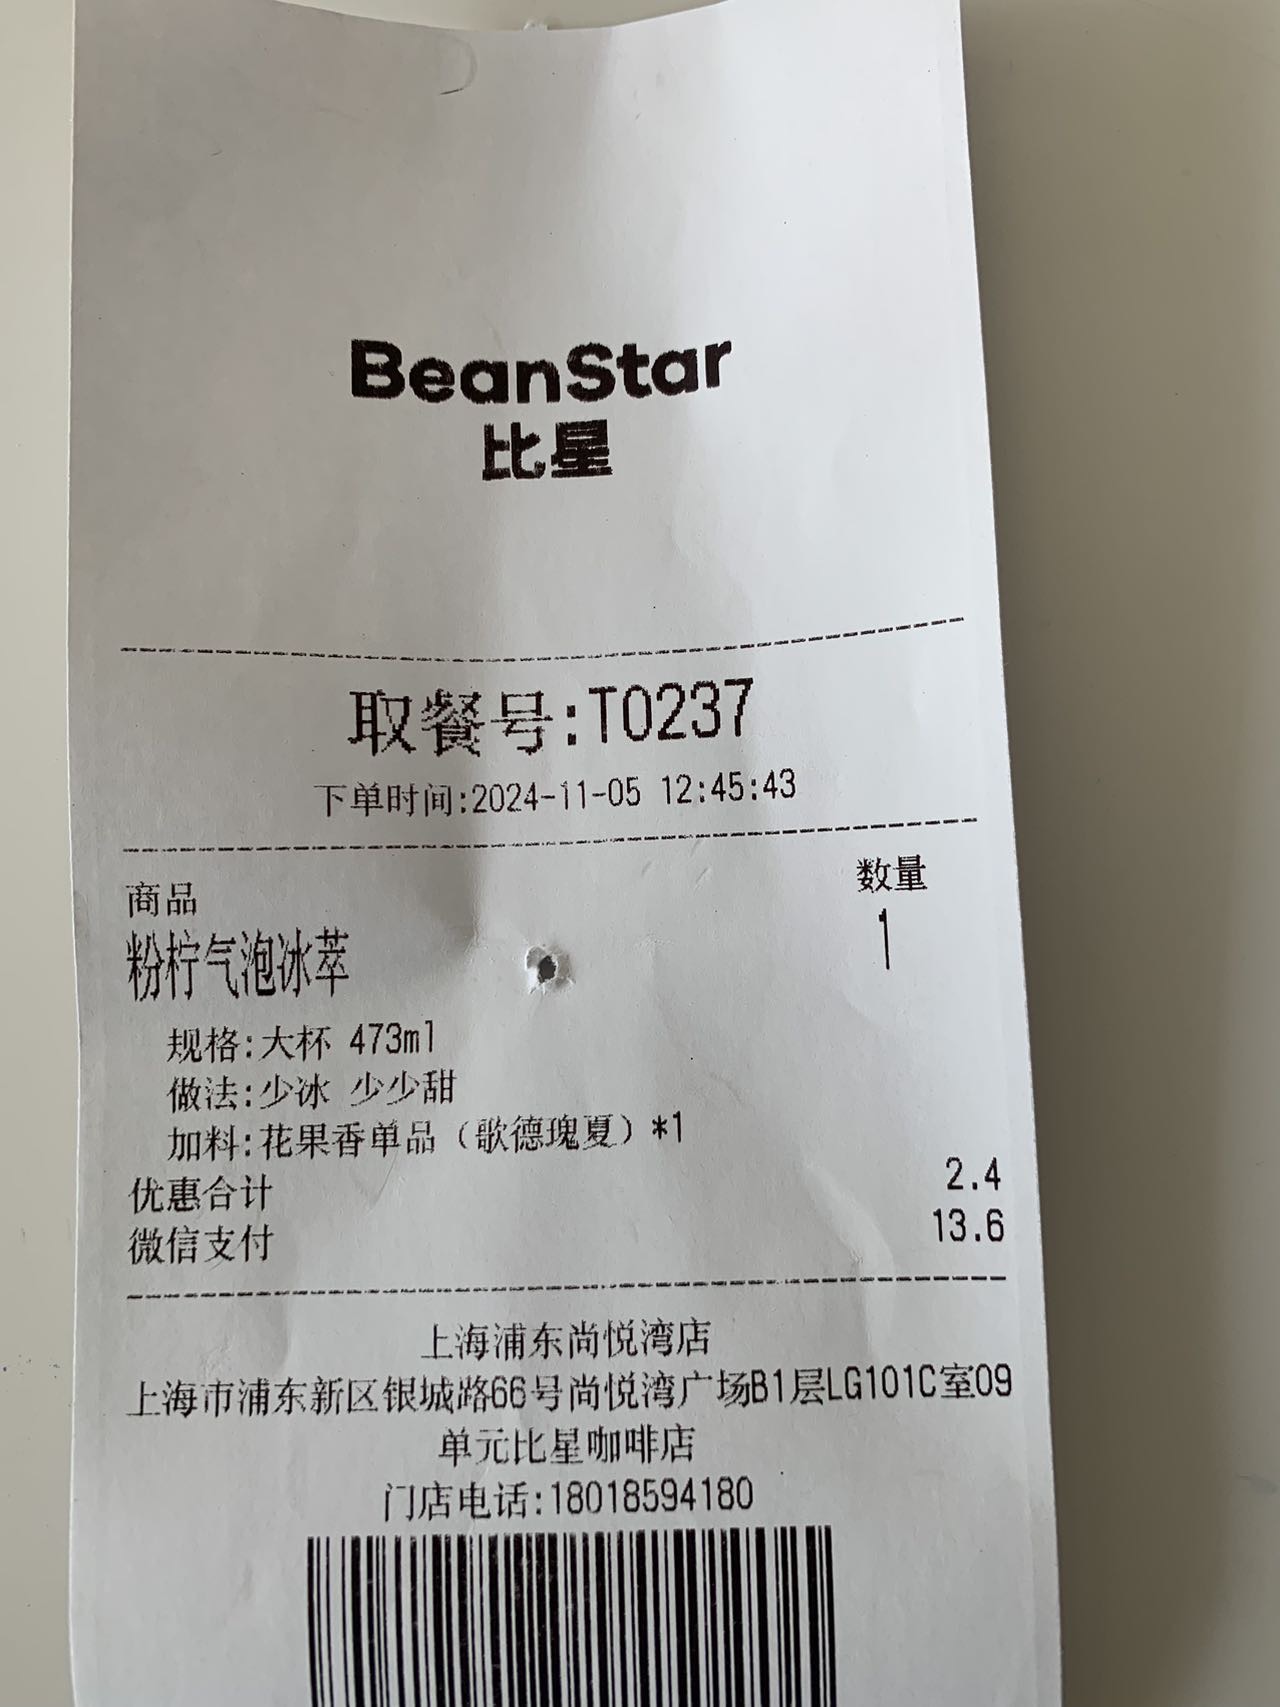 BeanStar
比星
取餐号:T0237
下单时间:2024-11-05 12:45:43
商品 数量
粉柠气泡冰萃 1
规格:大杯 473ml
做法:少冰 少少甜
加料:花果香单品（歌德瑰夏）*1
优惠合计 2.4
微信支付 13.6
上海浦东尚悦湾店
上海市浦东新区银城路66号尚悦湾广场B1层LG101C室09
单元比星咖啡店
门店电话:18018594180